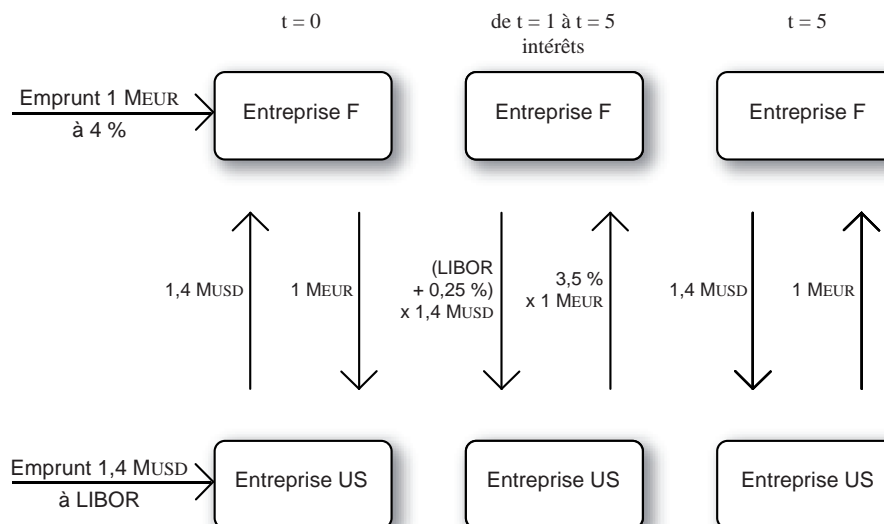 t = 0
de t = 1 à t = 5
intérêts
t = 5
Emprunt 1 MEUR
à 4 %
Entreprise F
Entreprise F
Entreprise F
1,4 MUSD
1 MEUR
(LIBOR
+ 0,25 %)
x 1,4 MUSD
3,5 %
x 1 MEUR
1,4 MUSD
1 MEUR
Emprunt 1,4 MUSD
à LIBOR
Entreprise US
Entreprise US
Entreprise US